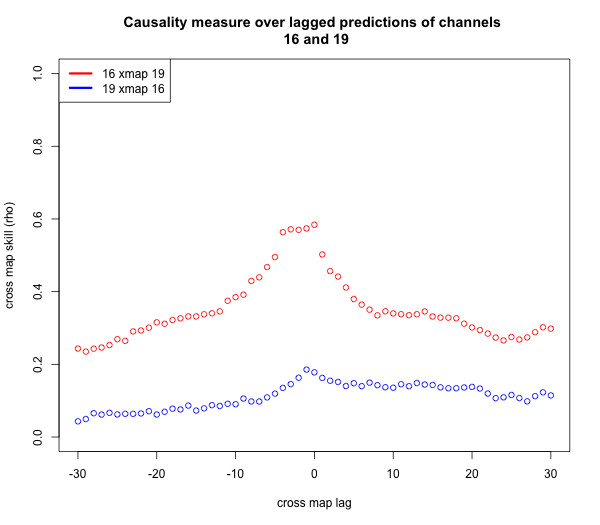 Causality measure over lagged predictions of channels
16 and 19
16 xmap 19
19 xmap 16
cross map skill (rho)
1.0
0.8
0.6
0.4
0.2
0.0
-30 -20 -10 0 10 20 30
cross map lag